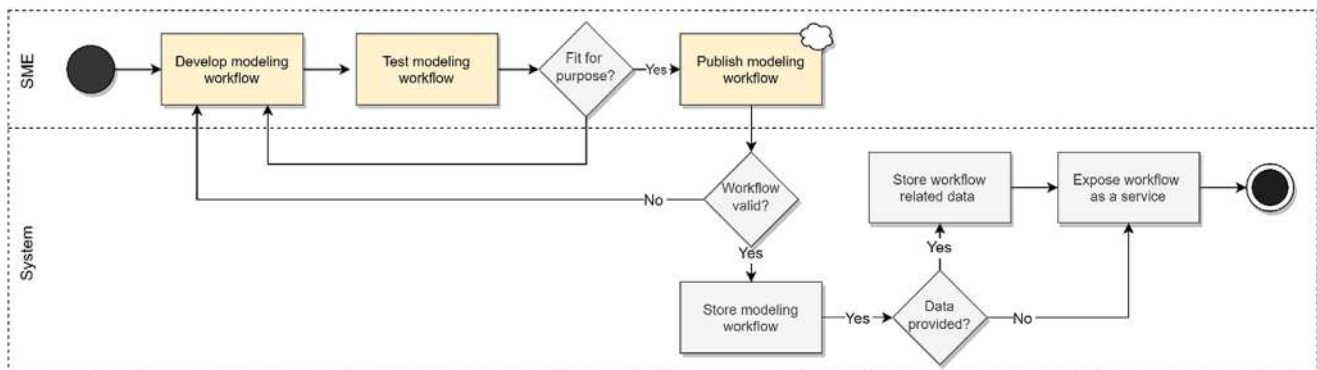 SME
Develop modeling
workflow
Test modeling
workflow
Fit for
purpose?
Yes
Publish modeling
workflow
System
No
Workflow
valid?
Yes
Store modeling
workflow
Yes
Data
provided?
Yes
No
Store workflow
related data
Expose workflow
as a service